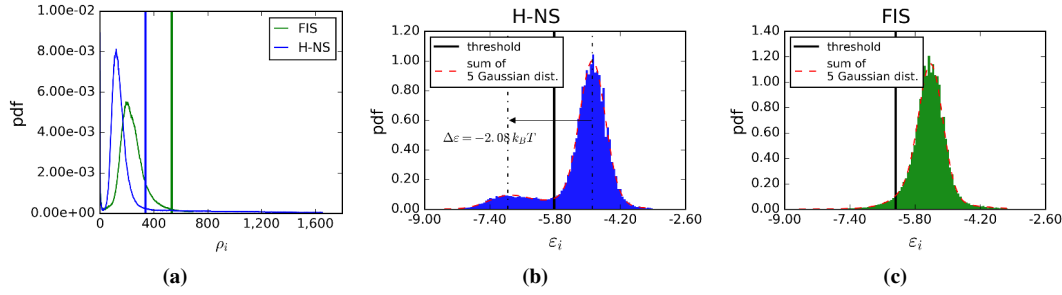 1.00e-02
8.00e-03
6.00e-03
4.00e-03
2.00e-03
0.00e+00
pdf
0
400
800
1,200
1,600
ρi
FIS
H-NS
(a)
H-NS
1.20
1.00
0.80
0.60
0.40
0.20
0.00
pdf
threshold
sum of
5 Gaussian dist.
Δε = −2.08 kBT
-9.00
-7.40
-5.80
-4.20
-2.60
εi
(b)
FIS
1.40
1.20
1.00
0.80
0.60
0.40
0.20
0.00
pdf
threshold
sum of
5 Gaussian dist.
-9.00
-7.40
-5.80
-4.20
-2.60
εi
(c)